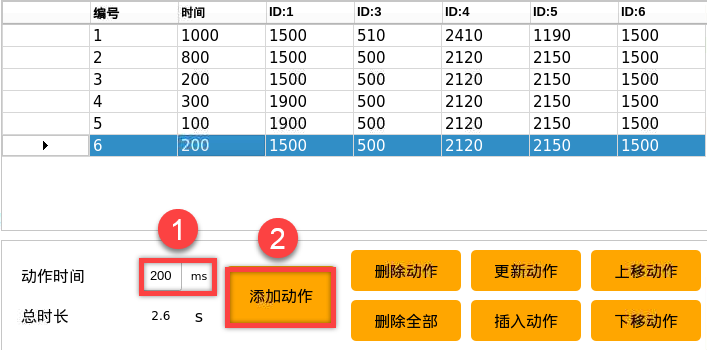 编号 时间 ID:1 ID:3 ID:4 ID:5 ID:6
1 1000 1500 510 2410 1190 1500
2 800 1500 500 2120 2150 1500
3 200 1500 500 2120 2150 1500
4 300 1900 500 2120 2150 1500
5 100 1900 500 2120 2150 1500
6 200 1500 500 2120 2150 1500
1 2
动作时间 200 ms 添加动作 删除动作 更新动作 上移动作
总时长 2.6 s 删除全部 插入动作 下移动作